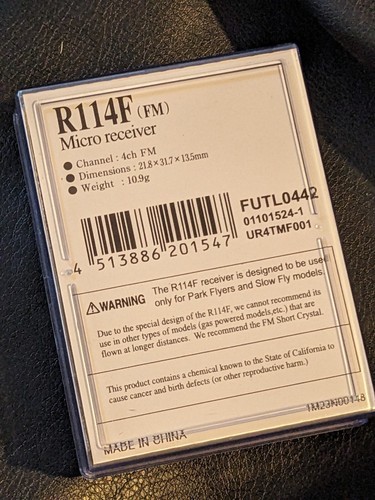 R114F (FM)
Micro receiver
● Channel : 4ch FM
● Dimensions : 21.8×31.7×13.5mm
● Weight : 10.9g
FUTL0442
01101524-1
UR4TMF001
4 513886 201547
⚠WARNING The R114F receiver is designed to be used
only for Park Flyers and Slow Fly models.
Due to the special design of the R114F, we cannot recommend its
use in other types of models (gas powered models,etc.) that are
flown at longer distances. We recommend the FM Short Crystal.
This product contains a chemical known to the State of California to
cause cancer and birth defects (or other reproductive harm.)
1M23N00148
MADE IN CHINA